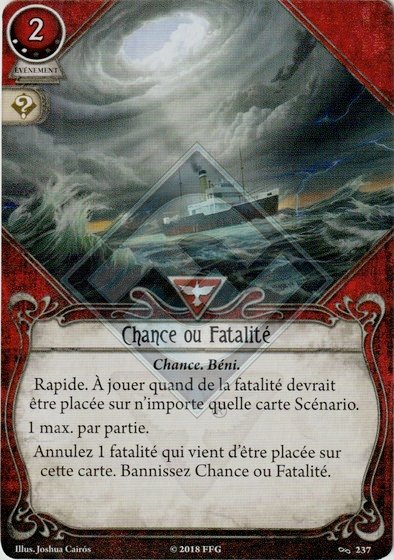 2
ÉVÉNEMENT
?
Chance ou Fatalité
Chance. Béni.
Rapide. À jouer quand de la fatalité devrait
être placée sur n'importe quelle carte Scénario.
1 max. par partie.
Annulez 1 fatalité qui vient d'être placée sur
cette carte. Bannissez Chance ou Fatalité.
Illus. Joshua Cairós © 2018 FFG 237